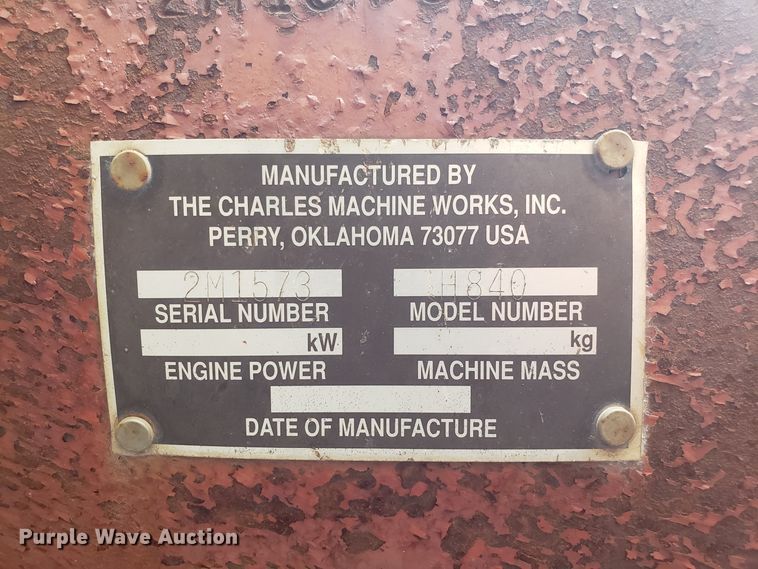 MANUFACTURED BY
THE CHARLES MACHINE WORKS, INC.
PERRY, OKLAHOMA 73077 USA
2M1573 H840
SERIAL NUMBER MODEL NUMBER
kW kg
ENGINE POWER MACHINE MASS
DATE OF MANUFACTURE
Purple Wave Auction